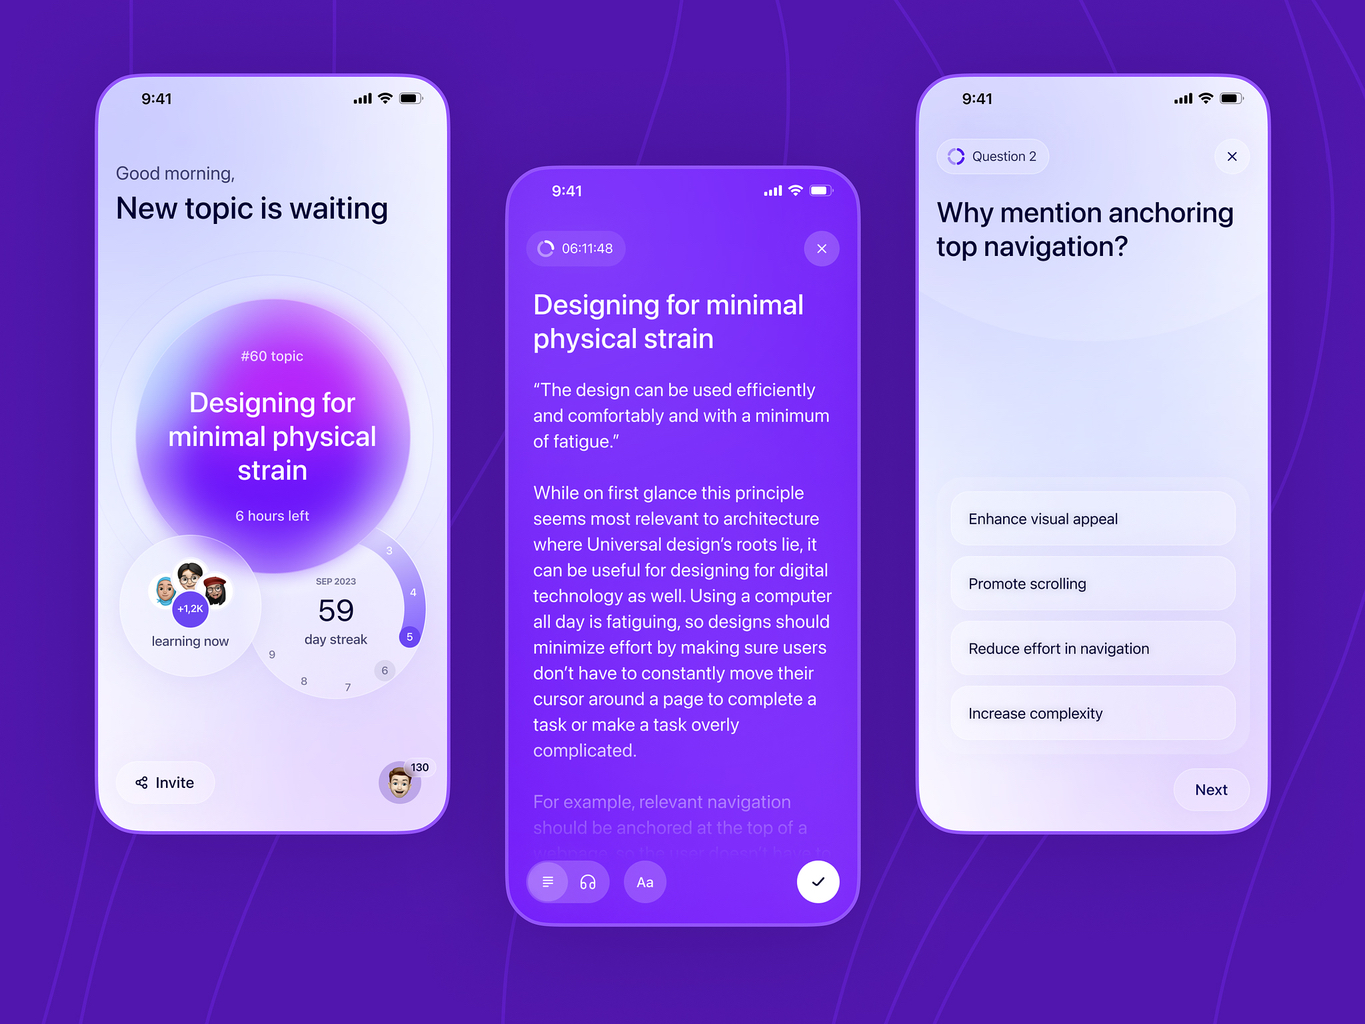 9:41
Good morning,
New topic is waiting
#60 topic
Designing for
minimal physical
strain
6 hours left
+1,2K
learning now
SEP 2023
59
day streak
3
4
5
6
7
8
9
Invite
130
9:41
06:11:48
Designing for minimal
physical strain
“The design can be used efficiently
and comfortably and with a minimum
of fatigue.”
While on first glance this principle
seems most relevant to architecture
where Universal design’s roots lie, it
can be useful for designing for digital
technology as well. Using a computer
all day is fatiguing, so designs should
minimize effort by making sure users
don’t have to constantly move their
cursor around a page to complete a
task or make a task overly
complicated.
For example, relevant navigation
should be anchored at the top of a
webpage, so the user doesn’t have to
Aa
9:41
Question 2
Why mention anchoring
top navigation?
Enhance visual appeal
Promote scrolling
Reduce effort in navigation
Increase complexity
Next